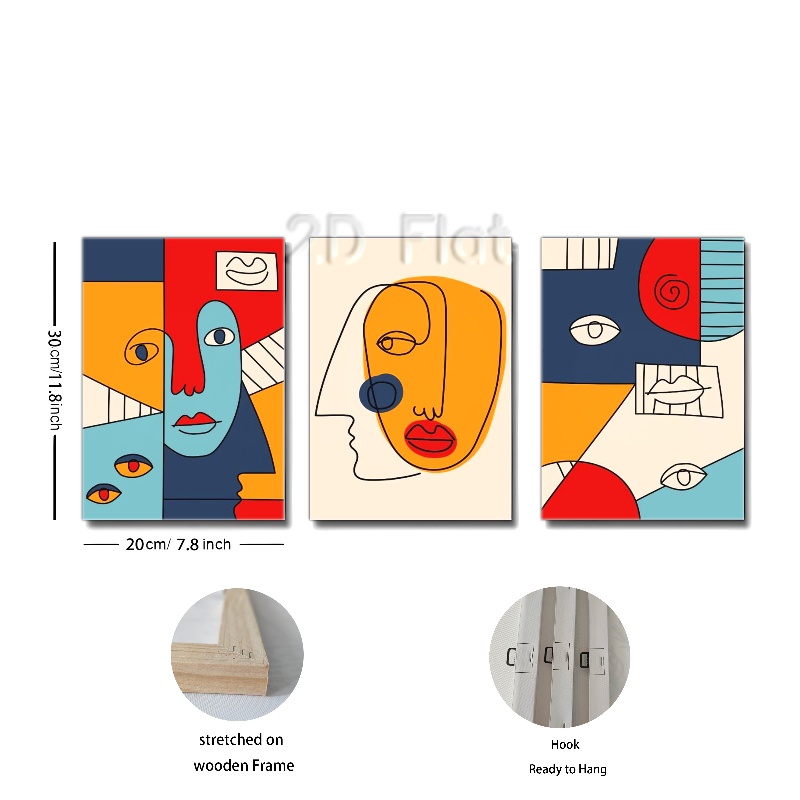 2D Flat
30cm/11.8inch
20cm/ 7.8 inch
stretched on
wooden Frame
Hook
Ready to Hang